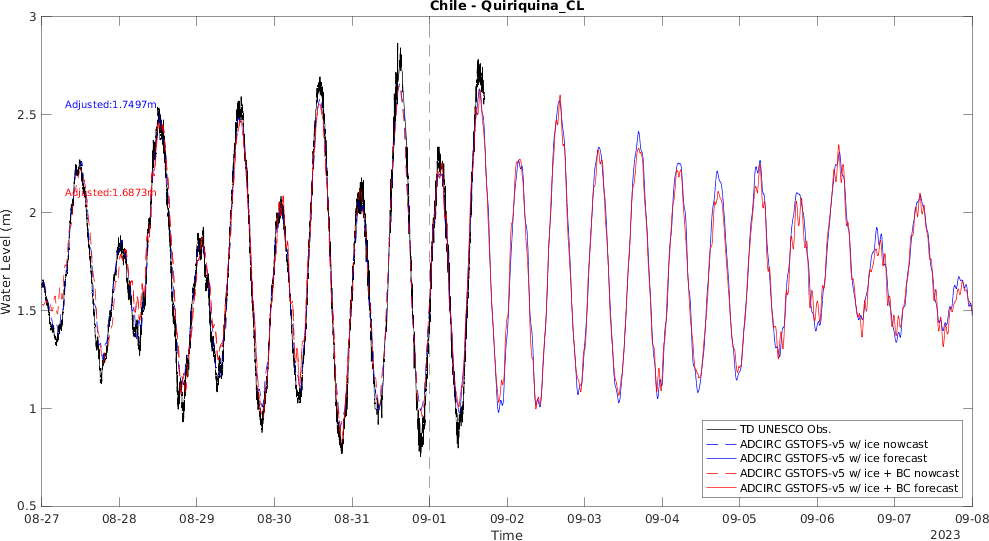 Chile - Quiriquina_CL
3
2.5
2
1.5
1
0.5
Water Level (m)
Adjusted:1.7497m
Adjusted:1.6873m
TD UNESCO Obs.
ADCIRC GSTOFS-v5 w/ ice nowcast
ADCIRC GSTOFS-v5 w/ ice forecast
ADCIRC GSTOFS-v5 w/ ice + BC nowcast
ADCIRC GSTOFS-v5 w/ ice + BC forecast
08-27 08-28 08-29 08-30 08-31 09-01 09-02 09-03 09-04 09-05 09-06 09-07 09-08
Time
2023